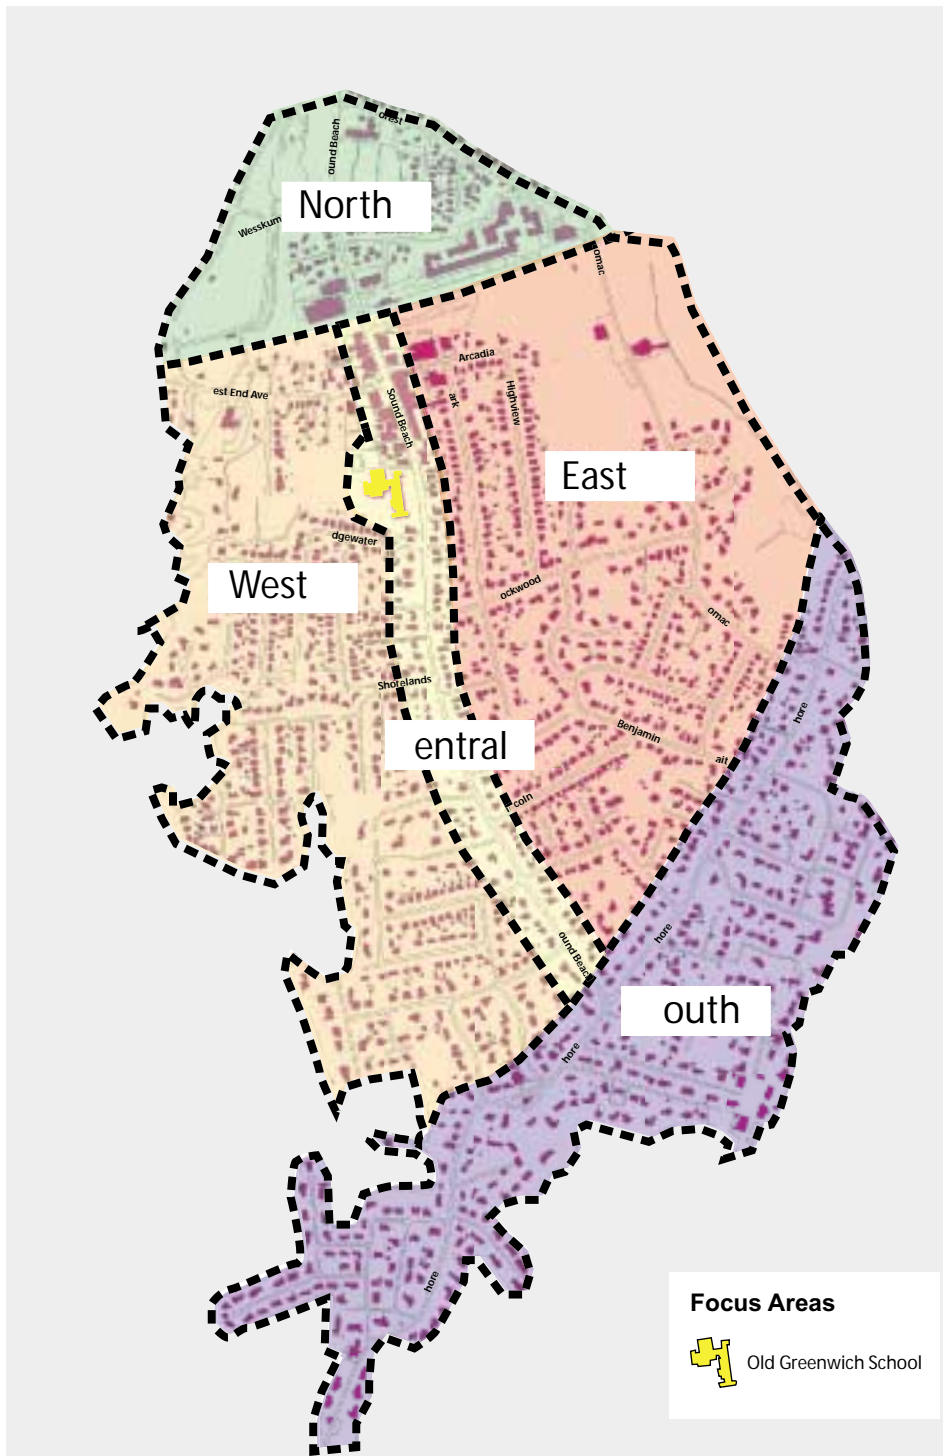 orest
ound Beach
North
Wesskum
omac
Arcadia
est End Ave
ark
Highview
Sound Beach
East
dgewater
West
ockwood
omac
Shorelands
hore
Benjamin
entral
ait
coln
hore
ound Beach
outh
hore
hore
Focus Areas
Old Greenwich School